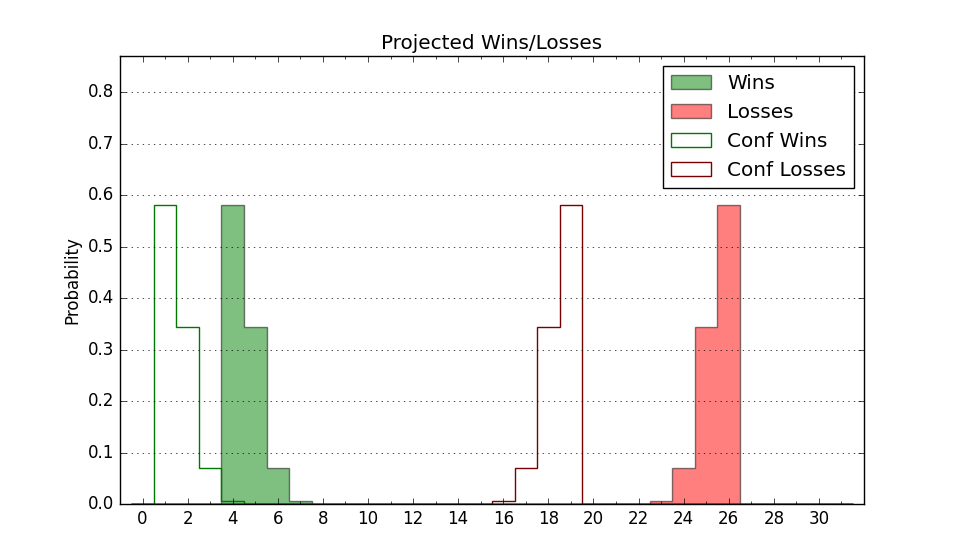 Projected Wins/Losses
Wins
Losses
Conf Wins
Conf Losses
Probability
0.8
0.7
0.6
0.5
0.4
0.3
0.2
0.1
0.0
0 2 4 6 8 10 12 14 16 18 20 22 24 26 28 30